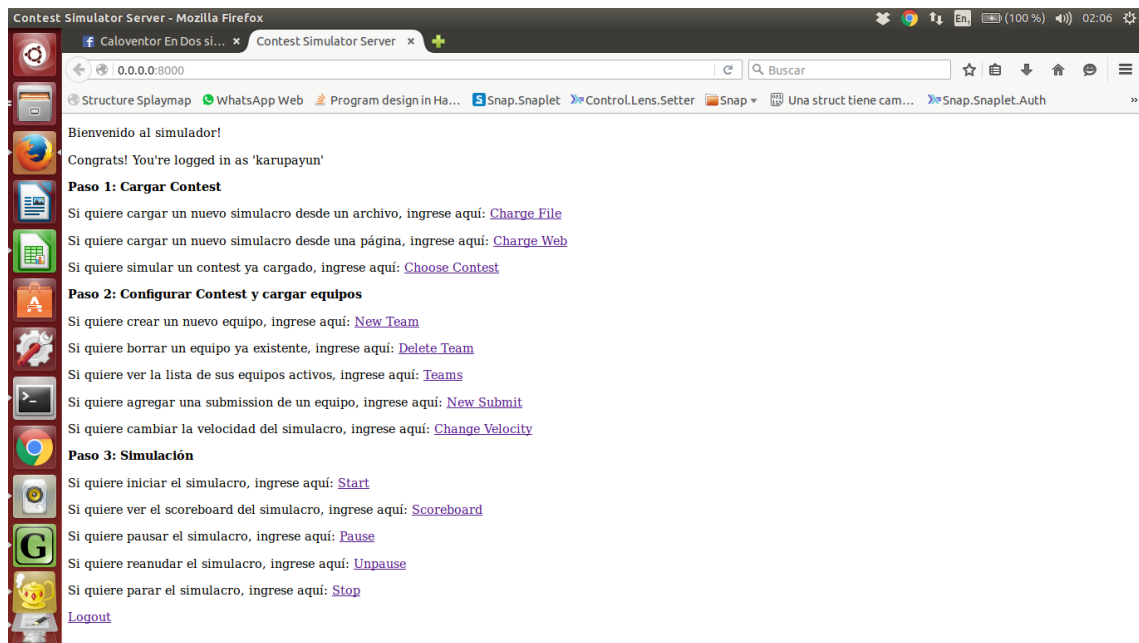 Contest Simulator Server - Mozilla Firefox
En1 (100 %) 02:06
Caloventor En Dos si... × Contest Simulator Server ×
0.0.0.0:8000 Buscar
Structure Splaymap WhatsApp Web Program design in Ha... Snap.Snaplet Control.Lens.Setter Snap Una struct tiene cam... Snap.Snaplet.Auth »
Bienvenido al simulador!
Congrats! You're logged in as 'karupayun'
Paso 1: Cargar Contest
Si quiere cargar un nuevo simulacro desde un archivo, ingrese aquí: Charge File
Si quiere cargar un nuevo simulacro desde una página, ingrese aquí: Charge Web
Si quiere simular un contest ya cargado, ingrese aquí: Choose Contest
Paso 2: Configurar Contest y cargar equipos
Si quiere crear un nuevo equipo, ingrese aquí: New Team
Si quiere borrar un equipo ya existente, ingrese aquí: Delete Team
Si quiere ver la lista de sus equipos activos, ingrese aquí: Teams
Si quiere agregar una submission de un equipo, ingrese aquí: New Submit
Si quiere cambiar la velocidad del simulacro, ingrese aquí: Change Velocity
Paso 3: Simulación
Si quiere iniciar el simulacro, ingrese aquí: Start
Si quiere ver el scoreboard del simulacro, ingrese aquí: Scoreboard
Si quiere pausar el simulacro, ingrese aquí: Pause
Si quiere reanudar el simulacro, ingrese aquí: Unpause
Si quiere parar el simulacro, ingrese aquí: Stop
Logout